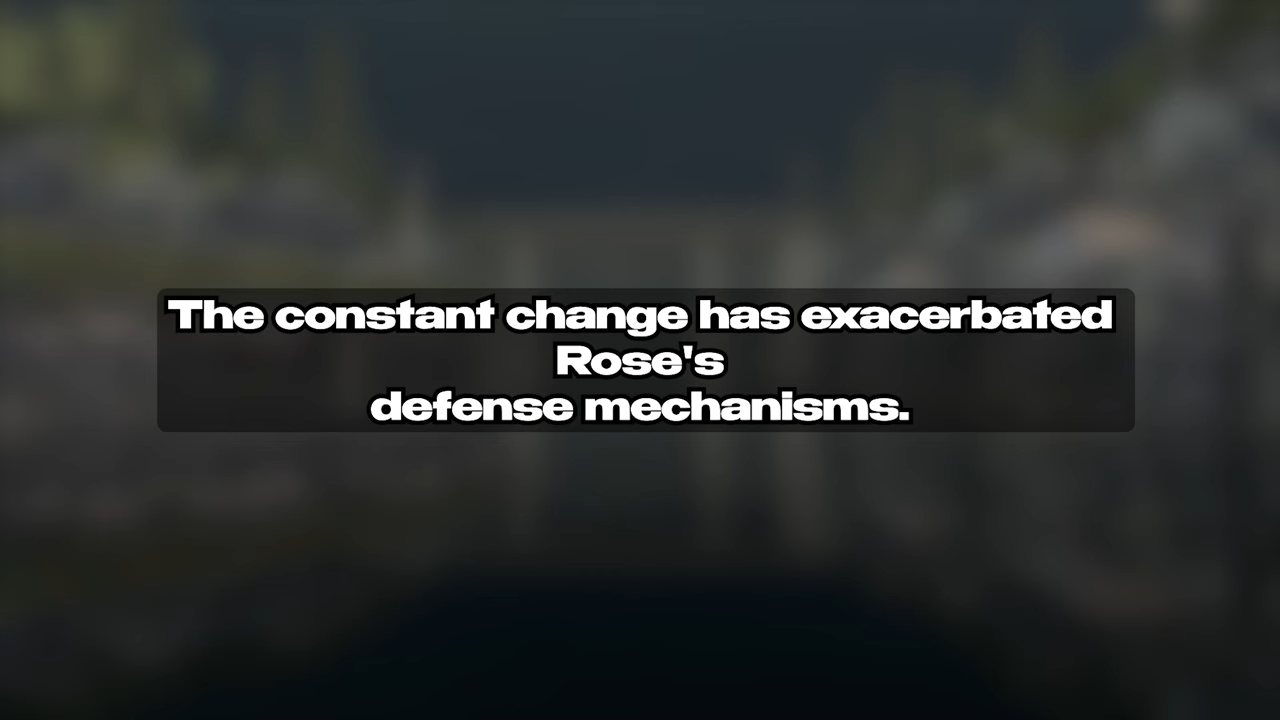 The constant change has exacerbated
Rose's
defense mechanisms.